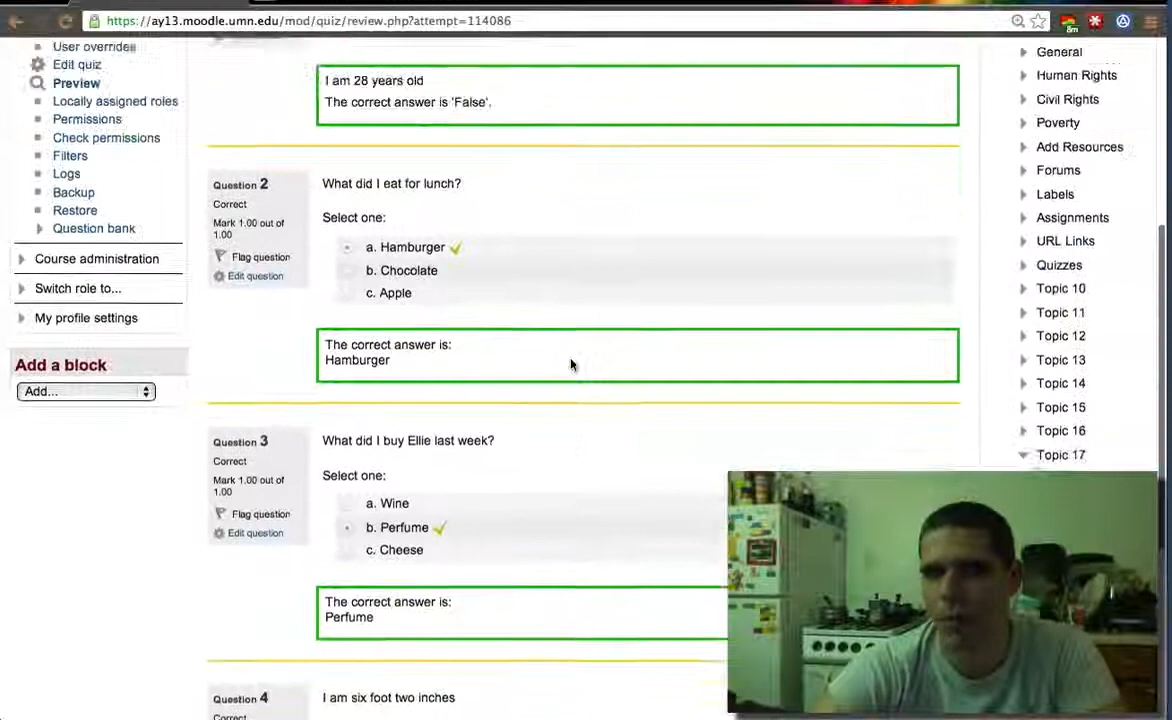 https://ay13.moodle.umn.edu/mod/quiz/review.php?attempt=114086
8m
User overrides
Edit quiz
Preview
Locally assigned roles
Permissions
Check permissions
Filters
Logs
Backup
Restore
Question bank
Course administration
Switch role to...
My profile settings
Add a block
Add...
I am 28 years old
The correct answer is 'False'.
Question 2
Correct
Mark 1.00 out of
1.00
Flag question
Edit question
What did I eat for lunch?
Select one:
a. Hamburger
b. Chocolate
c. Apple
The correct answer is:
Hamburger
Question 3
Correct
Mark 1.00 out of
1.00
Flag question
Edit question
What did I buy Ellie last week?
Select one:
a. Wine
b. Perfume
c. Cheese
The correct answer is:
Perfume
Question 4
Correct
I am six foot two inches
General
Human Rights
Civil Rights
Poverty
Add Resources
Forums
Labels
Assignments
URL Links
Quizzes
Topic 10
Topic 11
Topic 12
Topic 13
Topic 14
Topic 15
Topic 16
Topic 17